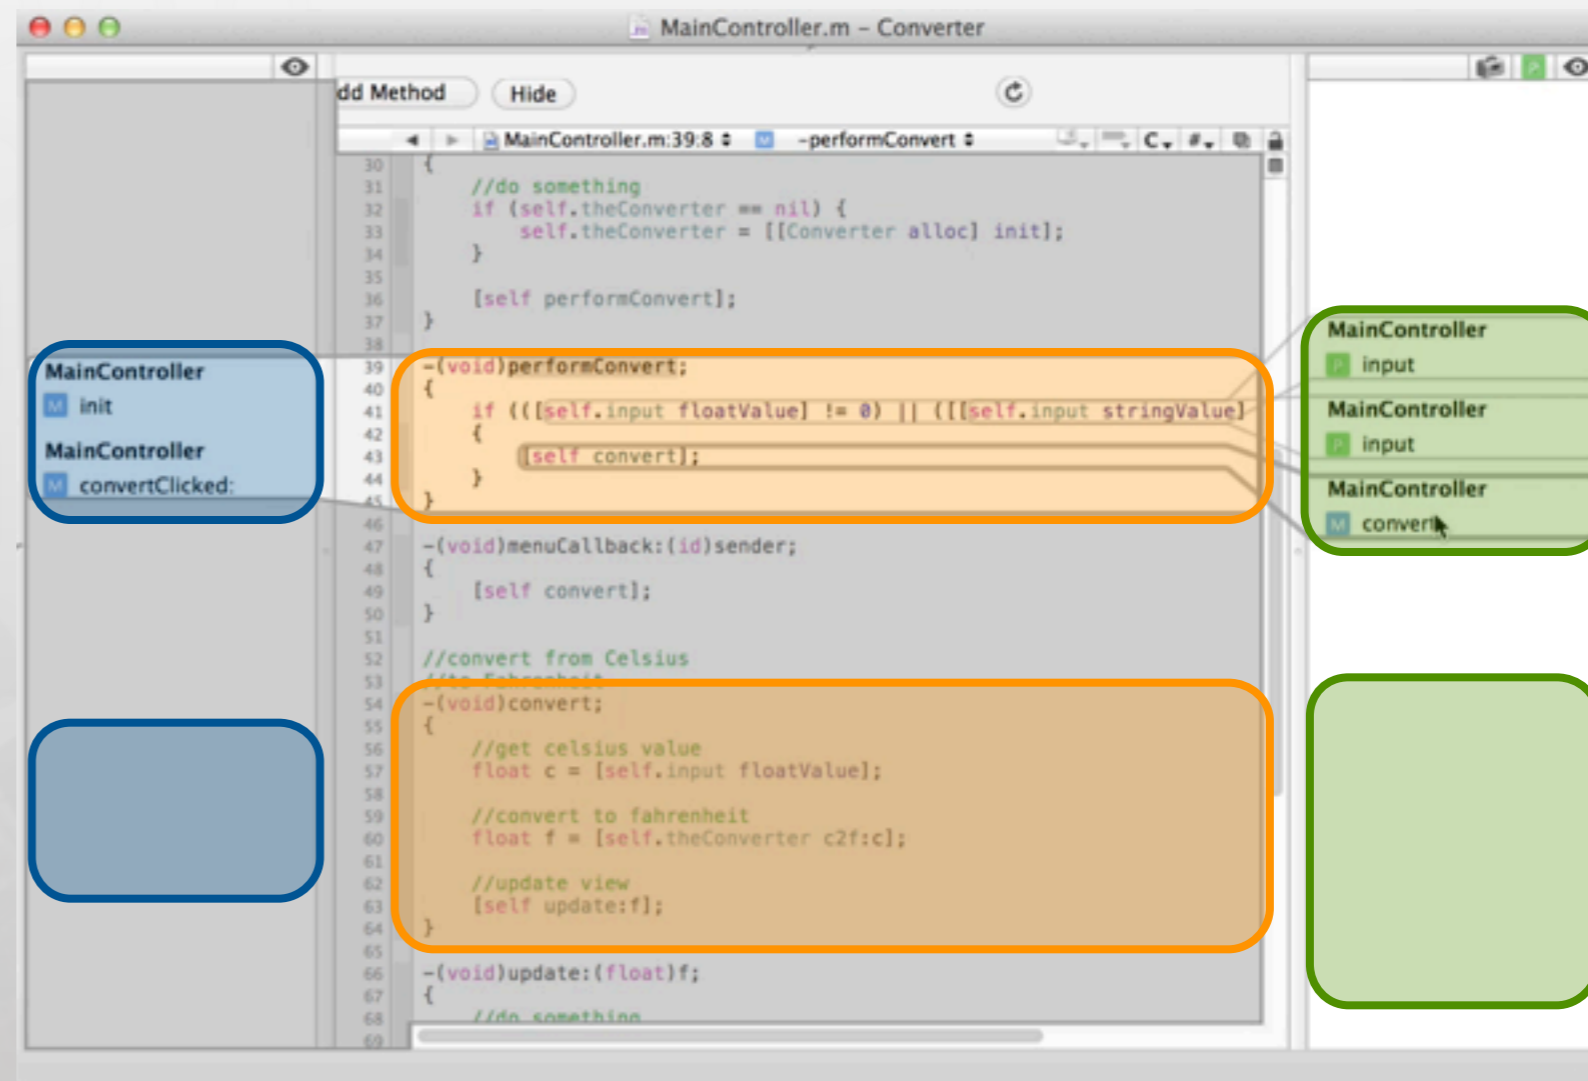 MainController.m – Converter
dd Method
Hide
MainController.m:39:8
-performConvert
C
#
30 {
31 //do something
32 if (self.theConverter == nil) {
33 self.theConverter = [[Converter alloc] init];
34 }
35
36 [self performConvert];
37 }
38
39 -(void)performConvert;
40 {
41 if (([self.input floatValue] != 0) || ([[self.input stringValue]
42 {
43 [self convert];
44 }
45 }
46
47 -(void)menuCallback:(id)sender;
48 {
49 [self convert];
50 }
51
52 //convert from Celsius
53 //to Fahrenheit
54 -(void)convert;
55 {
56 //get celsius value
57 float c = [self.input floatValue];
58
59 //convert to fahrenheit
60 float f = [self.theConverter c2f:c];
61
62 //update view
63 [self update:f];
64 }
65
66 -(void)update:(float)f;
67 {
68 //do something
69
MainController
M init
MainController
M convertClicked:
P
MainController
P input
MainController
P input
MainController
M convert